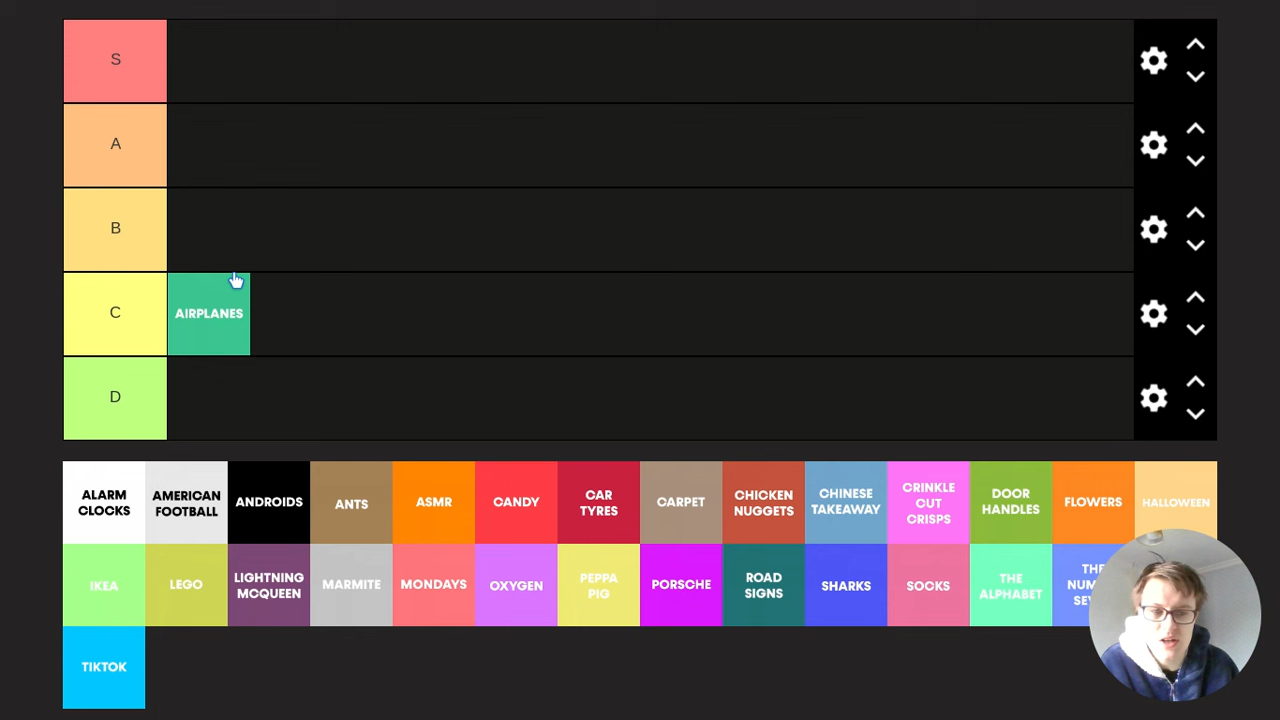 S
A
B
C
AIRPLANES
D
ALARM
CLOCKS
AMERICAN
FOOTBALL
ANDROIDS
ANTS
ASMR
CANDY
CAR
TYRES
CARPET
CHICKEN
NUGGETS
CHINESE
TAKEAWAY
CRINKLE
CUT
CRISPS
DOOR
HANDLES
FLOWERS
HALLOWEEN
IKEA
LEGO
LIGHTNING
MCQUEEN
MARMITE
MONDAYS
OXYGEN
PEPPA
PIG
PORSCHE
ROAD
SIGNS
SHARKS
SOCKS
THE
ALPHABET
THE
TIKTOK